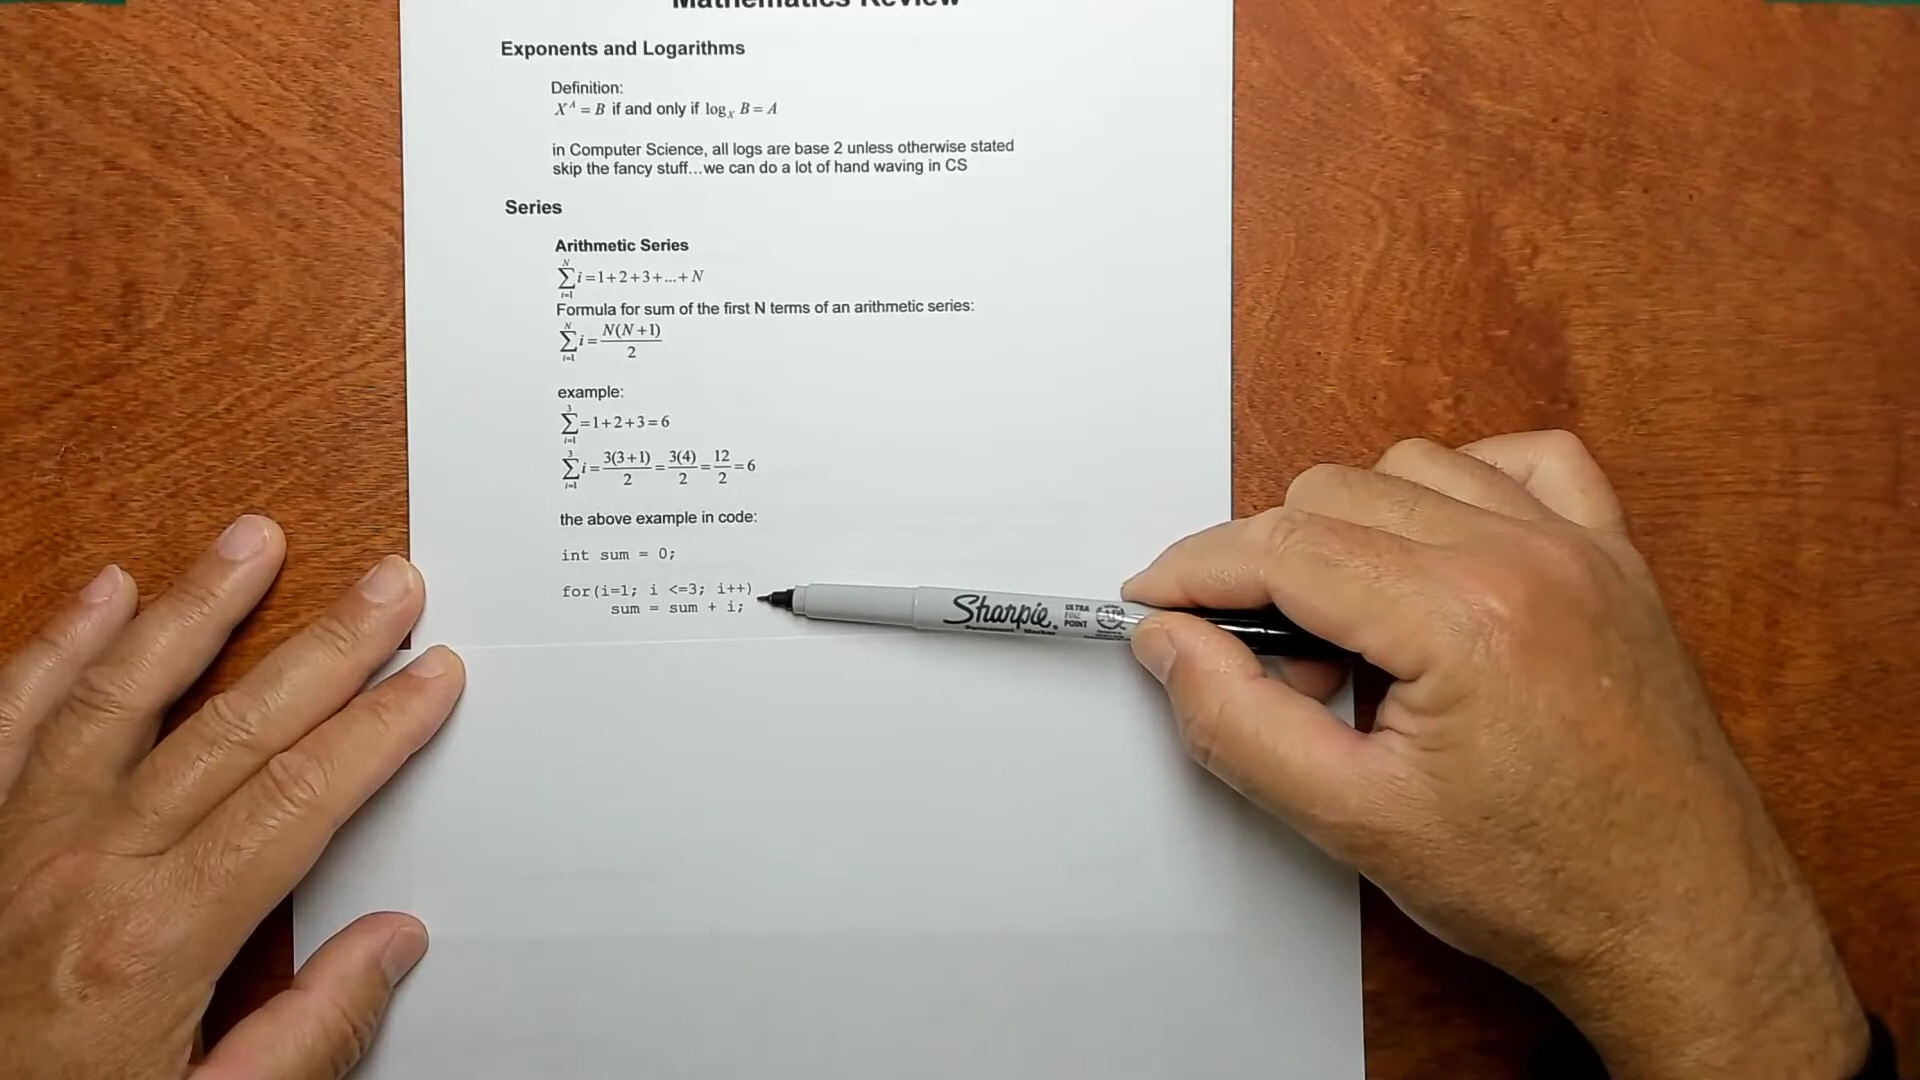 Mathematics Review
Exponents and Logarithms
Definition:
X^A = B if and only if log_X B = A
in Computer Science, all logs are base 2 unless otherwise stated
skip the fancy stuff...we can do a lot of hand waving in CS
Series
Arithmetic Series
∑_{i=1}^{N} i = 1+2+3+...+N
Formula for sum of the first N terms of an arithmetic series:
∑_{i=1}^{N} i = N(N+1)/2
example:
∑_{i=1}^{3} = 1+2+3 = 6
∑_{i=1}^{3} i = 3(3+1)/2 = 3(4)/2 = 12/2 = 6
the above example in code:
int sum = 0;
for(i=1; i <=3; i++)
sum = sum + i;
Sharpie.
Permanent Marker
ULTRA
FINE
POINT